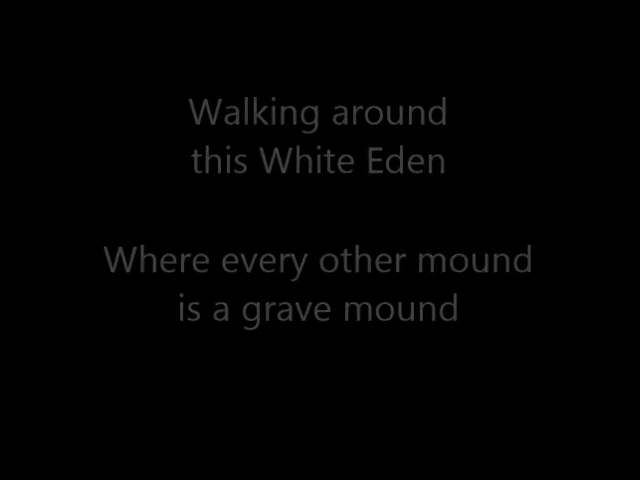 Walking around
this White Eden
Where every other mound
is a grave mound